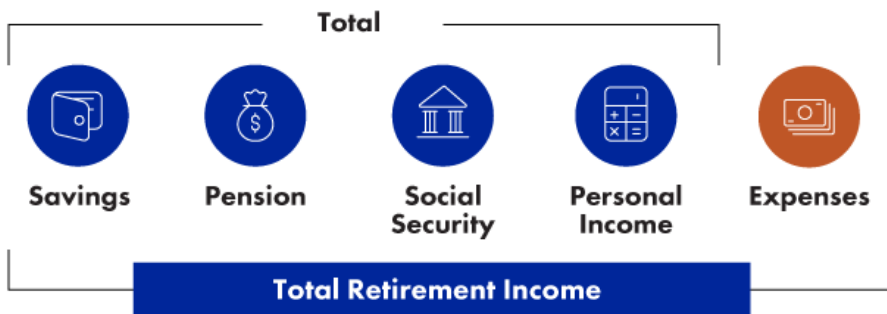 Total
Savings
Pension
Social
Security
Personal
Income
Expenses
Total Retirement Income